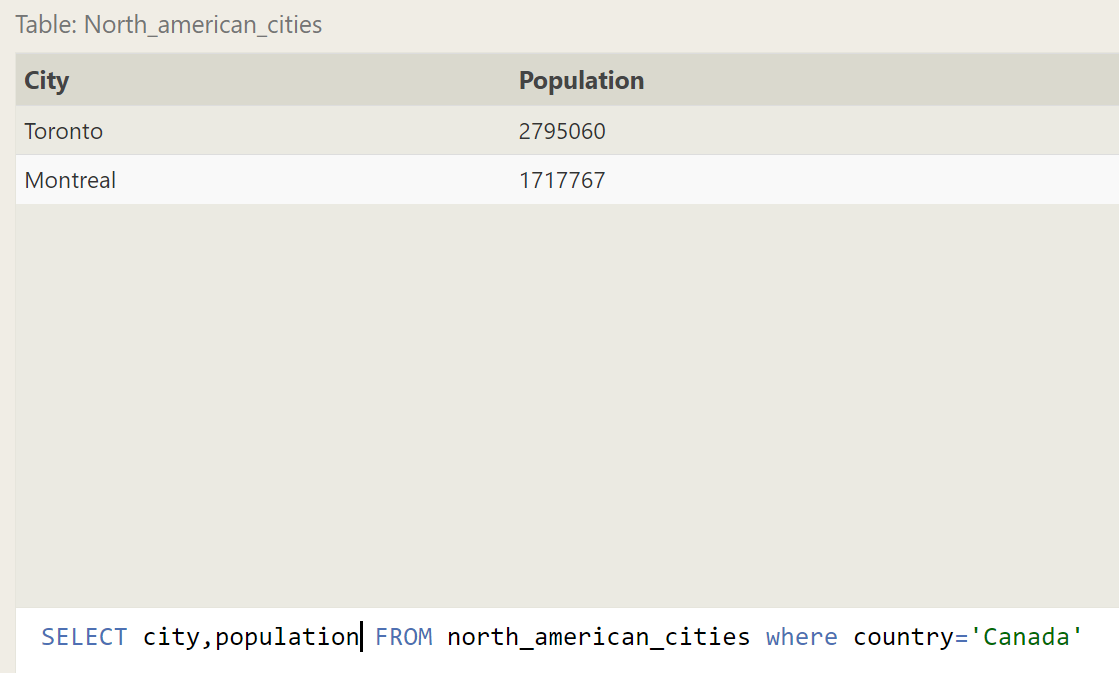 Table: North_american_cities
City Population
Toronto 2795060
Montreal 1717767
SELECT city,population FROM north_american_cities where country='Canada'